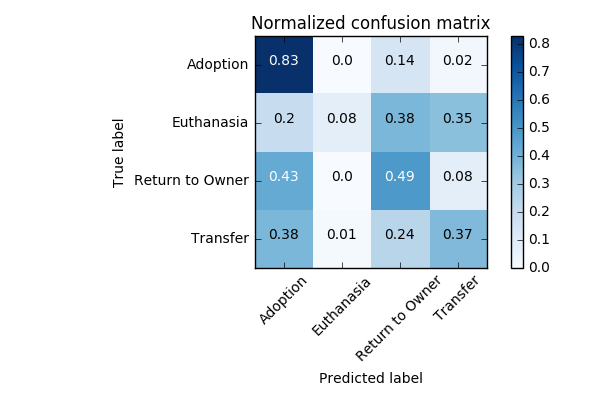 Normalized confusion matrix
True label
Adoption 0.83 0.0 0.14 0.02
Euthanasia 0.2 0.08 0.38 0.35
Return to Owner 0.43 0.0 0.49 0.08
Transfer 0.38 0.01 0.24 0.37
Adoption
Euthanasia
Return to Owner
Transfer
Predicted label
0.8
0.7
0.6
0.5
0.4
0.3
0.2
0.1
0.0